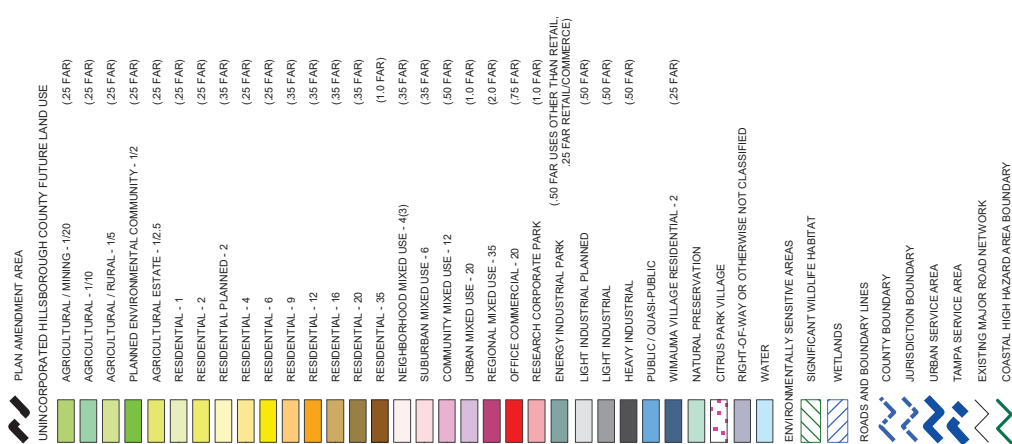 PLAN AMENDMENT AREA
UNINCORPORATED HILLSBOROUGH COUNTY FUTURE LAND USE
AGRICULTURAL / MINING - 1/20 (.25 FAR)
AGRICULTURAL - 1/10 (.25 FAR)
AGRICULTURAL / RURAL - 1/5 (.25 FAR)
PLANNED ENVIRONMENTAL COMMUNITY - 1/2 (.25 FAR)
AGRICULTURAL ESTATE - 1/2.5 (.25 FAR)
RESIDENTIAL - 1 (.25 FAR)
RESIDENTIAL - 2 (.25 FAR)
RESIDENTIAL PLANNED - 2 (.35 FAR)
RESIDENTIAL - 4 (.25 FAR)
RESIDENTIAL - 6 (.25 FAR)
RESIDENTIAL - 9 (.35 FAR)
RESIDENTIAL - 12 (.35 FAR)
RESIDENTIAL - 16 (.35 FAR)
RESIDENTIAL - 20 (.35 FAR)
RESIDENTIAL - 35 (1.0 FAR)
NEIGHBORHOOD MIXED USE - 4(3) (.35 FAR)
SUBURBAN MIXED USE - 6 (.35 FAR)
COMMUNITY MIXED USE - 12 (.50 FAR)
URBAN MIXED USE - 20 (1.0 FAR)
REGIONAL MIXED USE - 35 (2.0 FAR)
OFFICE COMMERCIAL - 20 (.75 FAR)
RESEARCH CORPORATE PARK (1.0 FAR)
ENERGY INDUSTRIAL PARK (.50 FAR USES OTHER THAN RETAIL,
.25 FAR RETAIL/COMMERCE)
LIGHT INDUSTRIAL PLANNED (.50 FAR)
LIGHT INDUSTRIAL (.50 FAR)
HEAVY INDUSTRIAL (.50 FAR)
PUBLIC / QUASI-PUBLIC
WIMAUMA VILLAGE RESIDENTIAL - 2 (.25 FAR)
NATURAL PRESERVATION
CITRUS PARK VILLAGE
RIGHT-OF-WAY OR OTHERWISE NOT CLASSIFIED
WATER
ENVIRONMENTALLY SENSITIVE AREAS
SIGNIFICANT WILDLIFE HABITAT
WETLANDS
ROADS AND BOUNDARY LINES
COUNTY BOUNDARY
JURISDICTION BOUNDARY
URBAN SERVICE AREA
TAMPA SERVICE AREA
EXISTING MAJOR ROAD NETWORK
COASTAL HIGH HAZARD AREA BOUNDARY